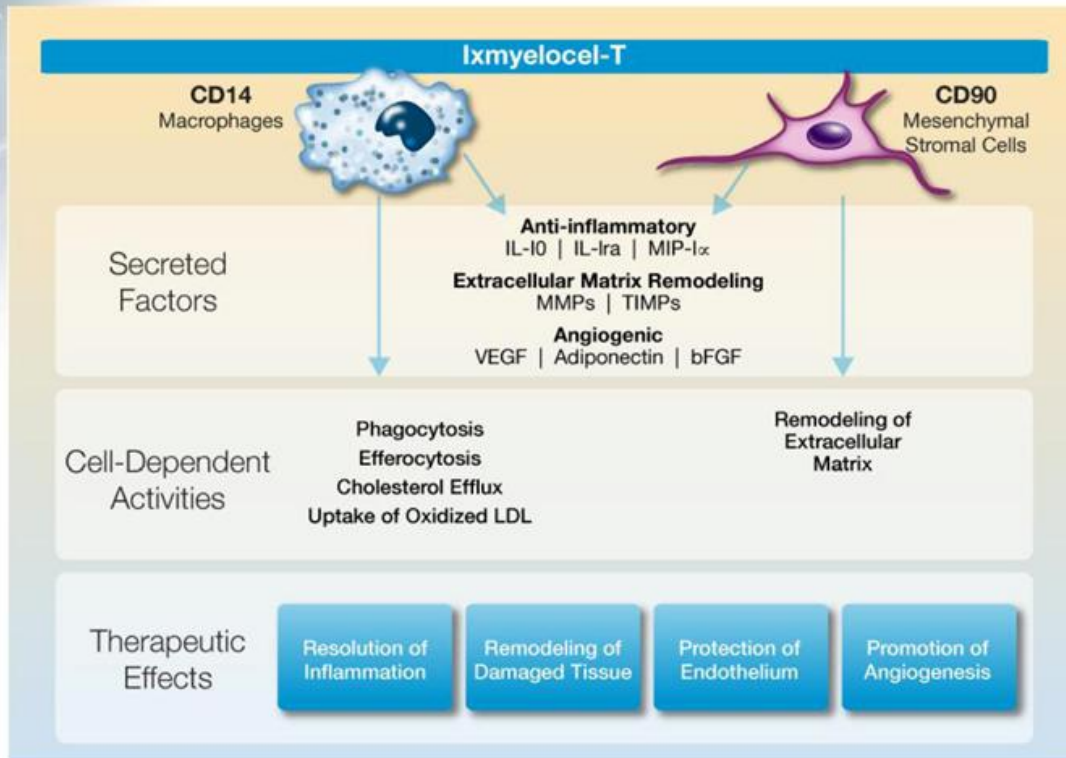 Ixmyelocel-T
CD14
Macrophages
CD90
Mesenchymal
Stromal Cells
Secreted
Factors
Anti-inflammatory
IL-I0 | IL-Ira | MIP-I∝
Extracellular Matrix Remodeling
MMPs | TIMPs
Angiogenic
VEGF | Adiponectin | bFGF
Cell-Dependent
Activities
Phagocytosis
Efferocytosis
Cholesterol Efflux
Uptake of Oxidized LDL
Remodeling of
Extracellular
Matrix
Therapeutic
Effects
Resolution of
Inflammation
Remodeling of
Damaged Tissue
Protection of
Endothelium
Promotion of
Angiogenesis